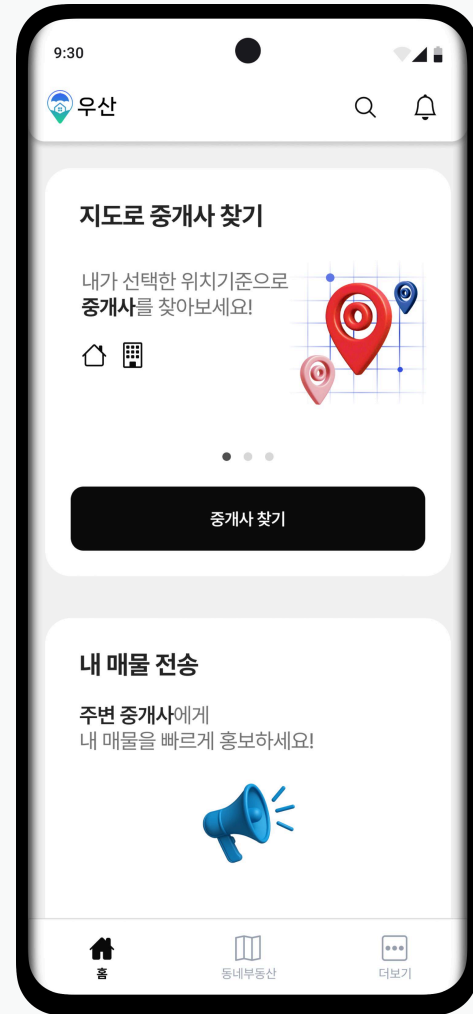 9:30
우산
지도로 중개사 찾기
내가 선택한 위치기준으로
중개사를 찾아보세요!
중개사 찾기
내 매물 전송
주변 중개사에게
내 매물을 빠르게 홍보하세요!
홈
동네부동산
더보기